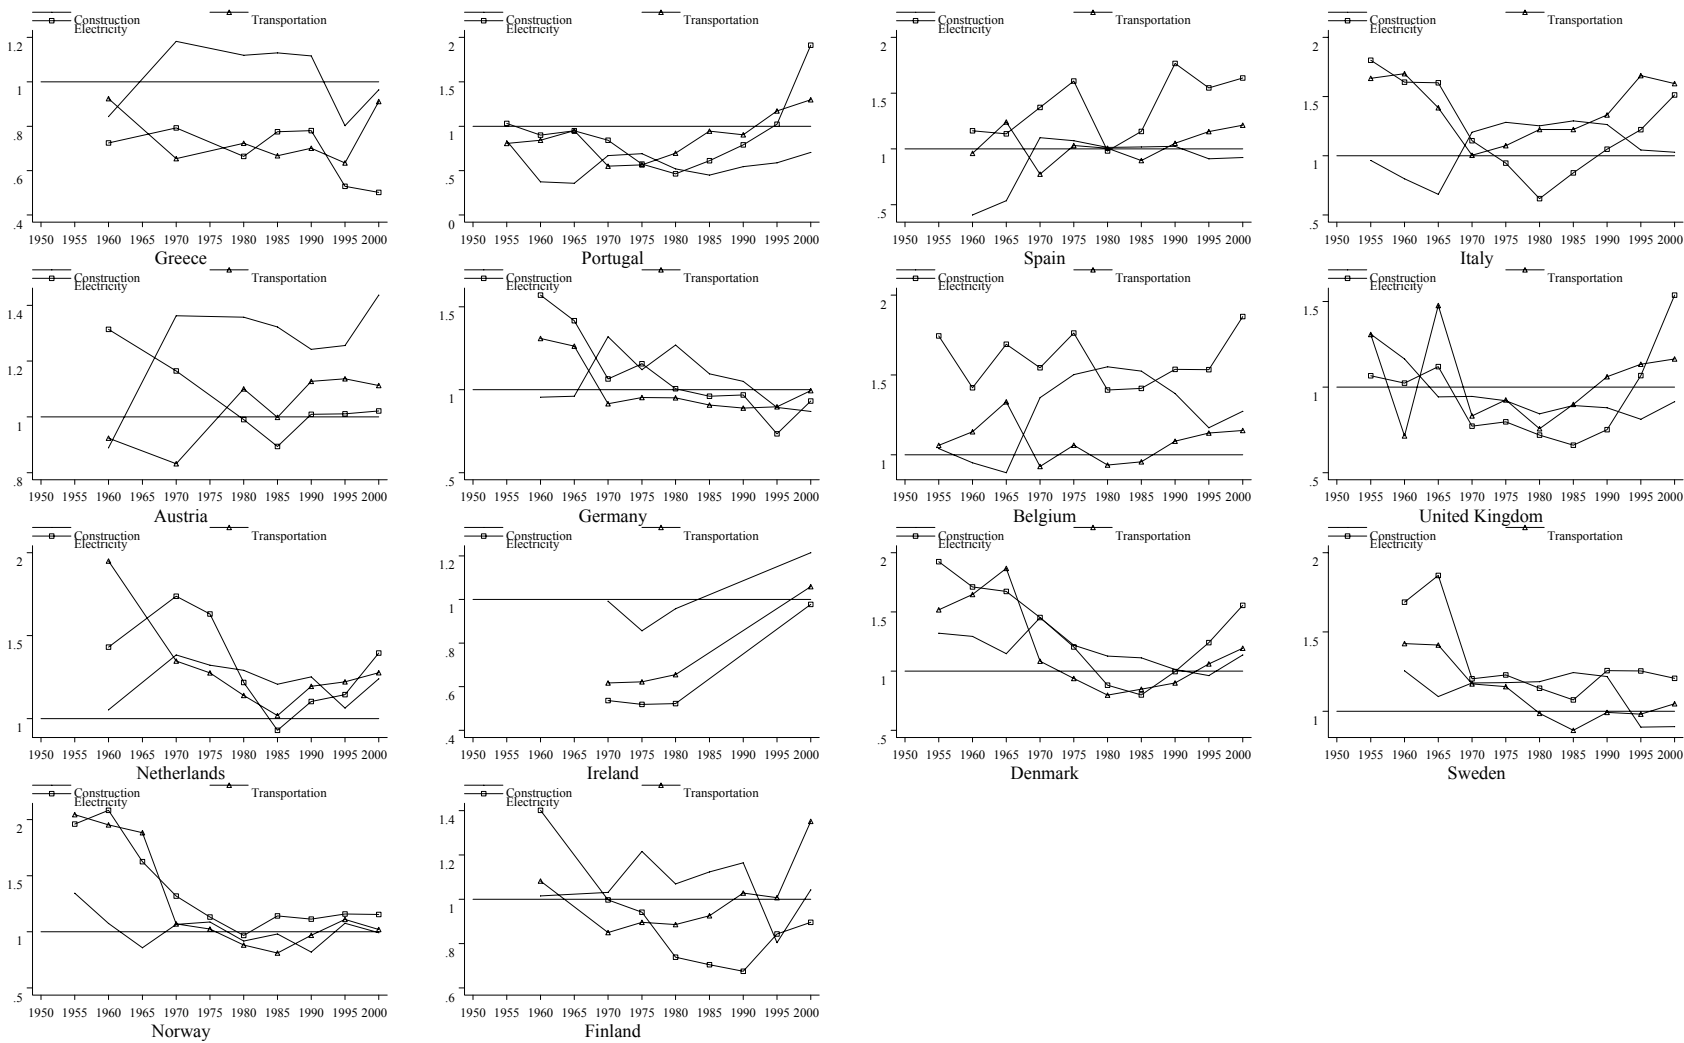 Construction Transportation Construction Transportation Construction Transportation Construction Transportation
Electricity Electricity Electricity Electricity
1.2 2 2 2
1 1.5 1.5 1.5
.8 1 1 1
.6 .5 .5 .5
.4 0
1950 1955 1960 1965 1970 1975 1980 1985 1990 1995 2000 1950 1955 1960 1965 1970 1975 1980 1985 1990 1995 2000 1950 1955 1960 1965 1970 1975 1980 1985 1990 1995 2000 1950 1955 1960 1965 1970 1975 1980 1985 1990 1995 2000
Greece Portugal Spain Italy
Construction Transportation Construction Transportation Construction Transportation Construction Transportation
Electricity Electricity Electricity Electricity
1.4 1.5 2 1.5
1.2 1 1.5 1
1 .5 1 .5
.8
1950 1955 1960 1965 1970 1975 1980 1985 1990 1995 2000 1950 1955 1960 1965 1970 1975 1980 1985 1990 1995 2000 1950 1955 1960 1965 1970 1975 1980 1985 1990 1995 2000 1950 1955 1960 1965 1970 1975 1980 1985 1990 1995 2000
Austria Germany Belgium United Kingdom
Construction Transportation Construction Transportation Construction Transportation Construction Transportation
Electricity Electricity Electricity Electricity
2 1.2 2 2
1.5 1 1.5 1.5
1 .8 1 1
.6 .5
.4
1950 1955 1960 1965 1970 1975 1980 1985 1990 1995 2000 1950 1955 1960 1965 1970 1975 1980 1985 1990 1995 2000 1950 1955 1960 1965 1970 1975 1980 1985 1990 1995 2000 1950 1955 1960 1965 1970 1975 1980 1985 1990 1995 2000
Netherlands Ireland Denmark Sweden
Construction Transportation Construction Transportation
Electricity Electricity
2 1.4
1.5 1.2
1 1
.5 .8
.6
1950 1955 1960 1965 1970 1975 1980 1985 1990 1995 2000 1950 1955 1960 1965 1970 1975 1980 1985 1990 1995 2000
Norway Finland